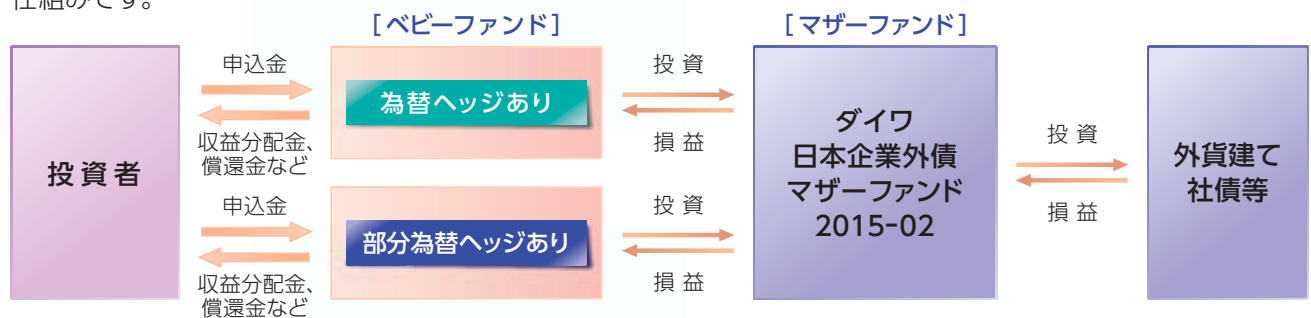 仕組みです。
[ベビーファンド]
[マザーファンド]
投資者
申込金
収益分配金、
償還金など
為替ヘッジあり
投 資
損 益
申込金
収益分配金、
償還金など
部分為替ヘッジあり
投 資
損 益
ダイワ
日本企業外債
マザーファンド
2015-02
投 資
損 益
外貨建て
社債等